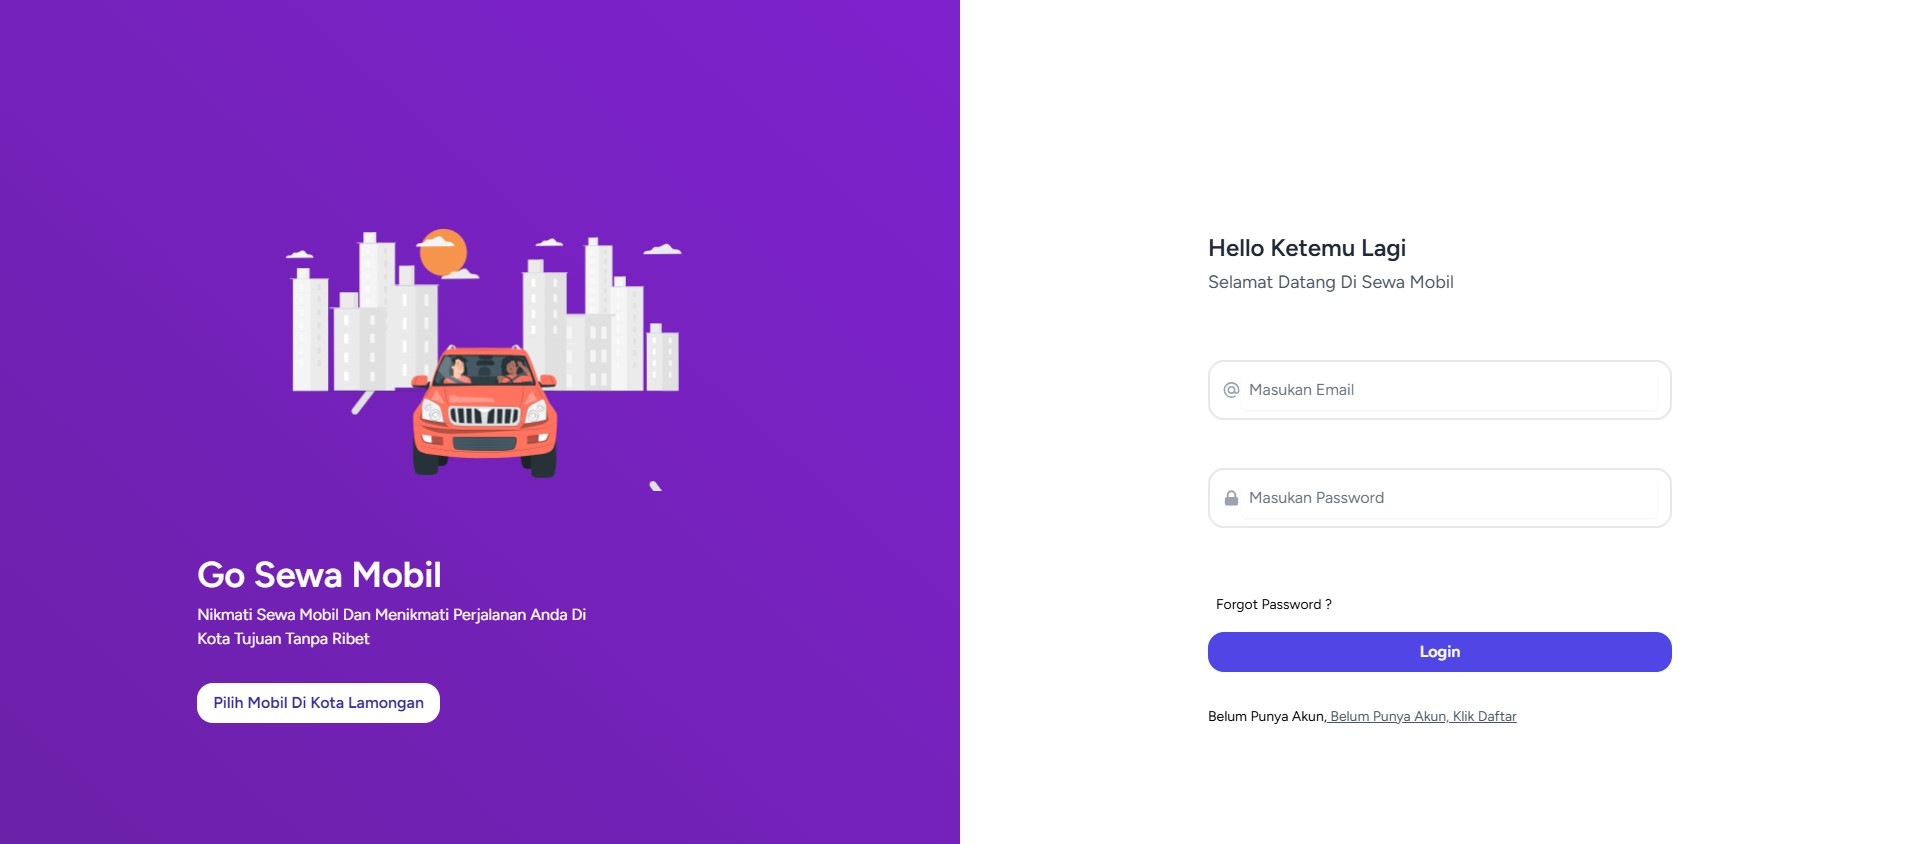 Go Sewa Mobil
Nikmati Sewa Mobil Dan Menikmati Perjalanan Anda Di
Kota Tujuan Tanpa Ribet
Pilih Mobil Di Kota Lamongan
Hello Ketemu Lagi
Selamat Datang Di Sewa Mobil
Masukan Email
Masukan Password
Forgot Password ?
Login
Belum Punya Akun, Belum Punya Akun, Klik Daftar